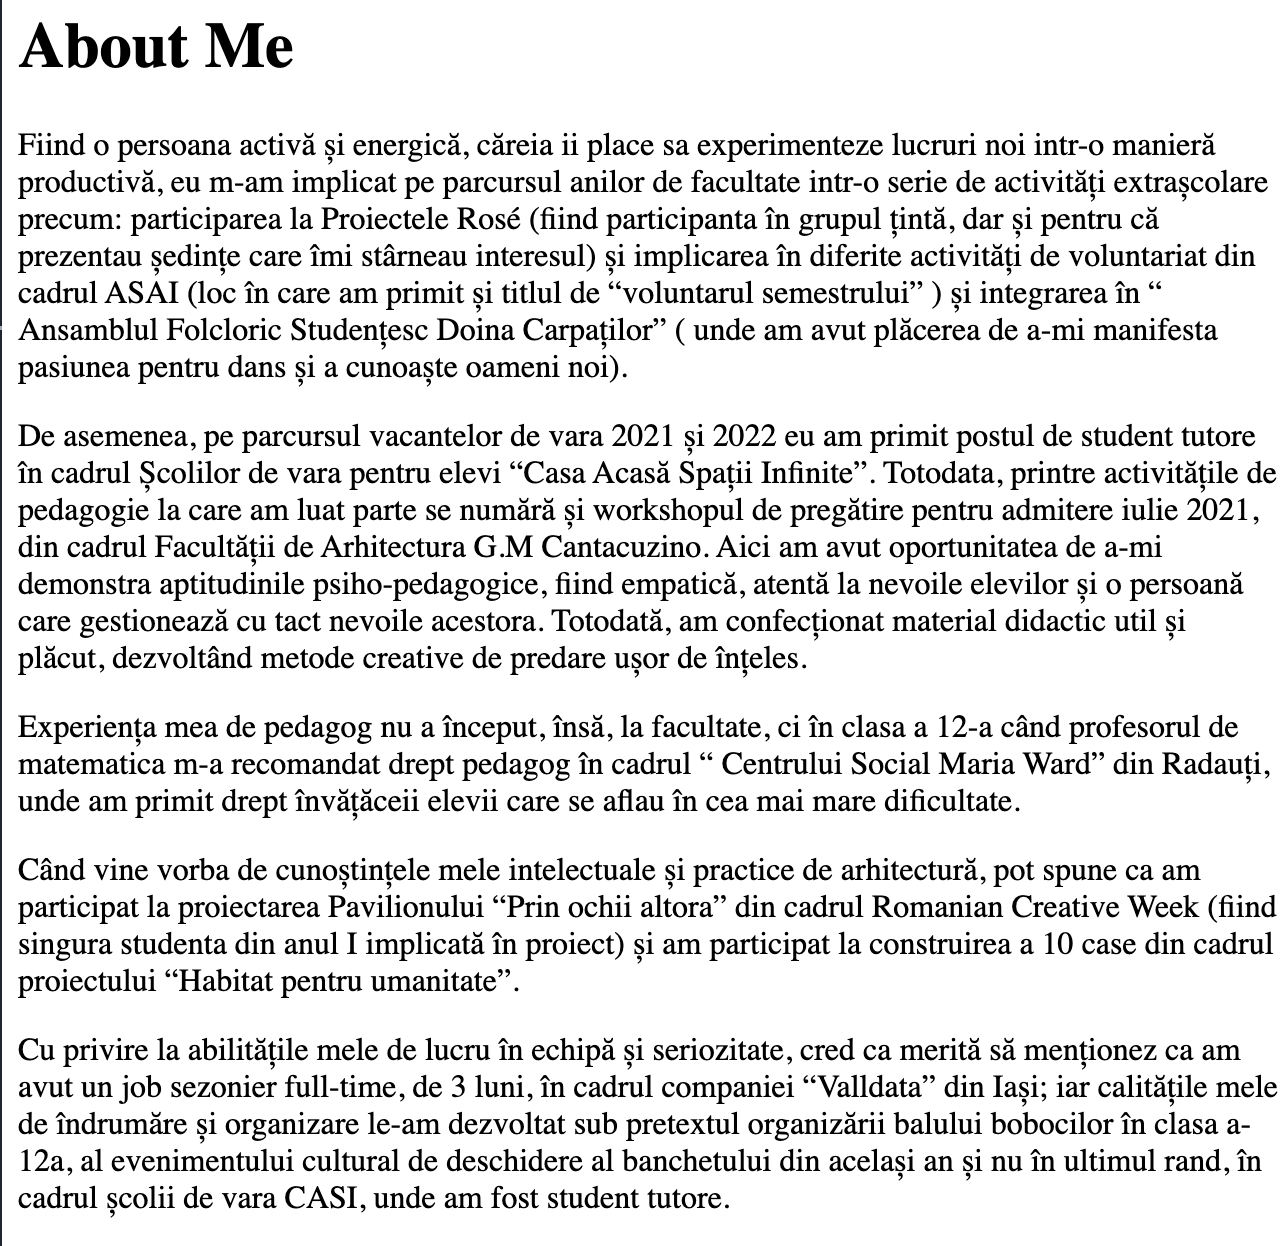 About Me
Fiind o persoana activă și energică, căreia ii place sa experimenteze lucruri noi intr-o manieră
productivă, eu m-am implicat pe parcursul anilor de facultate intr-o serie de activități extrașcolare
precum: participarea la Proiectele Rosé (fiind participanta în grupul țintă, dar și pentru că
prezentau ședințe care îmi stârneau interesul) și implicarea în diferite activități de voluntariat din
cadrul ASAI (loc în care am primit și titlul de “voluntarul semestrului” ) și integrarea în “
Ansamblul Folcloric Studențesc Doina Carpaților” ( unde am avut plăcerea de a-mi manifesta
pasiunea pentru dans și a cunoaște oameni noi).
De asemenea, pe parcursul vacantelor de vara 2021 și 2022 eu am primit postul de student tutore
în cadrul Școlilor de vara pentru elevi “Casa Acasă Spații Infinite”. Totodata, printre activitățile de
pedagogie la care am luat parte se numără și workshopul de pregătire pentru admitere iulie 2021,
din cadrul Facultății de Arhitectura G.M Cantacuzino. Aici am avut oportunitatea de a-mi
demonstra aptitudinile psiho-pedagogice, fiind empatică, atentă la nevoile elevilor și o persoană
care gestionează cu tact nevoile acestora. Totodată, am confecționat material didactic util și
plăcut, dezvoltând metode creative de predare ușor de înțeles.
Experiența mea de pedagog nu a început, însă, la facultate, ci în clasa a 12-a când profesorul de
matematica m-a recomandat drept pedagog în cadrul “ Centrului Social Maria Ward” din Radauți,
unde am primit drept învățăceii elevii care se aflau în cea mai mare dificultate.
Când vine vorba de cunoștințele mele intelectuale și practice de arhitectură, pot spune ca am
participat la proiectarea Pavilionului “Prin ochii altora” din cadrul Romanian Creative Week (fiind
singura studenta din anul I implicată în proiect) și am participat la construirea a 10 case din cadrul
proiectului “Habitat pentru umanitate”.
Cu privire la abilitățile mele de lucru în echipă și seriozitate, cred ca merită să menționez ca am
avut un job sezonier full-time, de 3 luni, în cadrul companiei “Valldata” din Iași; iar calitățile mele
de îndrumăre și organizare le-am dezvoltat sub pretextul organizării balului bobocilor în clasa a-
12a, al evenimentului cultural de deschidere al banchetului din același an și nu în ultimul rand, în
cadrul școlii de vara CASI, unde am fost student tutore.